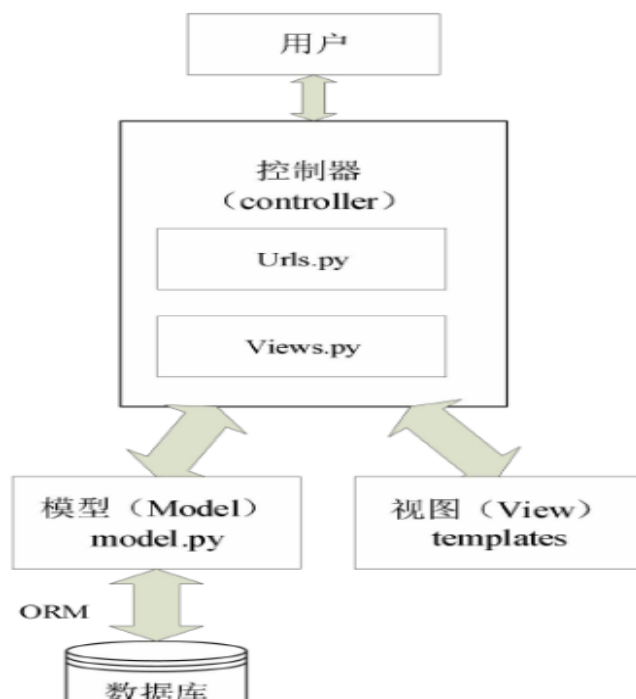 用户
控制器
（controller）
Urls.py
Views.py
模型（Model）
model.py
视图（View）
templates
ORM
数据库